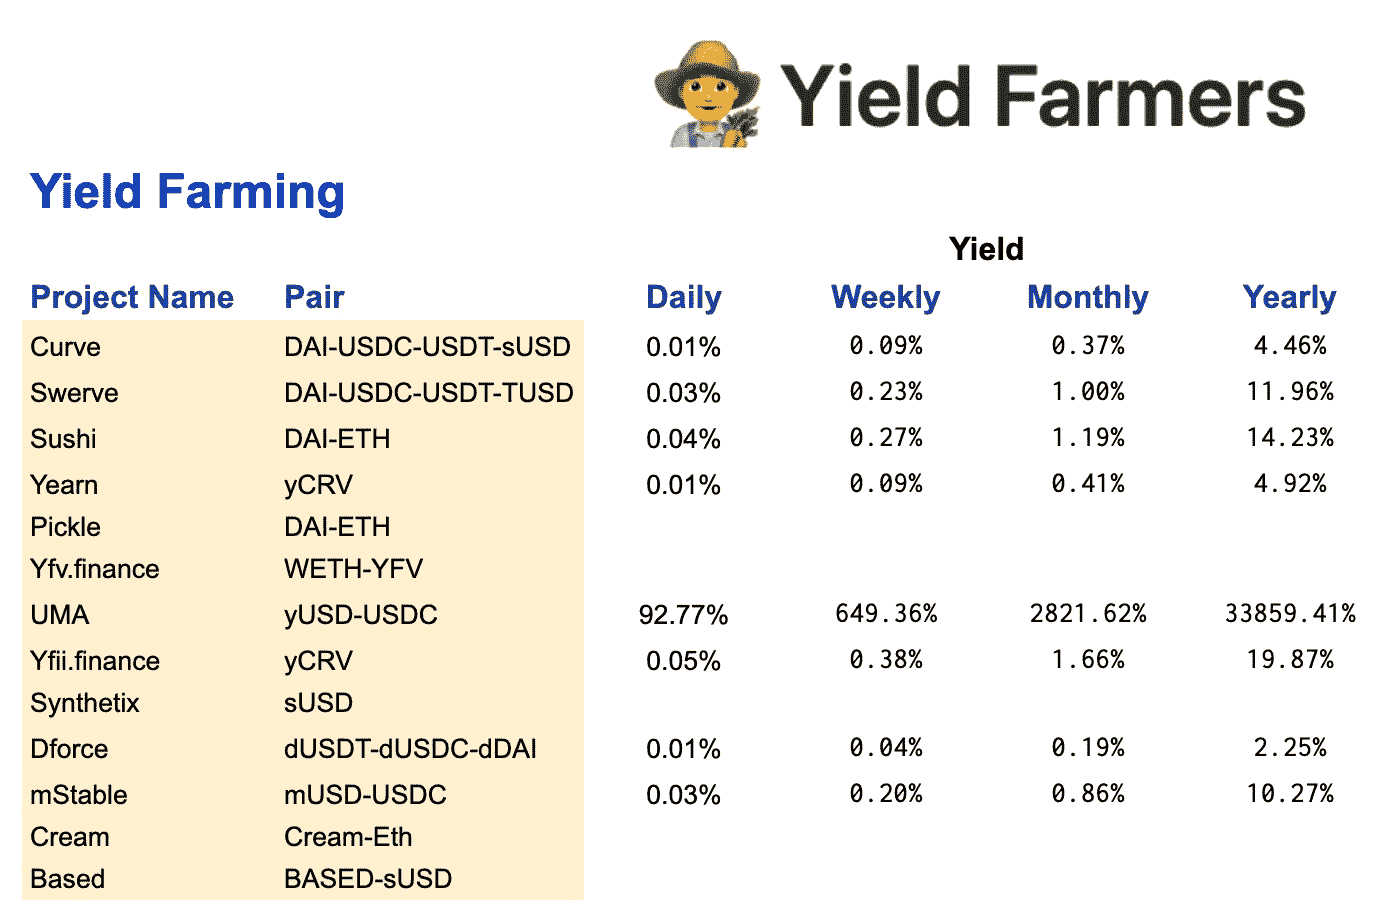 Yield Farmers
Yield Farming
Yield
Project Name Pair Daily Weekly Monthly Yearly
Curve DAI-USDC-USDT-sUSD 0.01% 0.09% 0.37% 4.46%
Swerve DAI-USDC-USDT-TUSD 0.03% 0.23% 1.00% 11.96%
Sushi DAI-ETH 0.04% 0.27% 1.19% 14.23%
Yearn yCRV 0.01% 0.09% 0.41% 4.92%
Pickle DAI-ETH
Yfv.finance WETH-YFV
UMA yUSD-USDC 92.77% 649.36% 2821.62% 33859.41%
Yfii.finance yCRV 0.05% 0.38% 1.66% 19.87%
Synthetix sUSD
Dforce dUSDT-dUSDC-dDAI 0.01% 0.04% 0.19% 2.25%
mStable mUSD-USDC 0.03% 0.20% 0.86% 10.27%
Cream Cream-Eth
Based BASED-sUSD